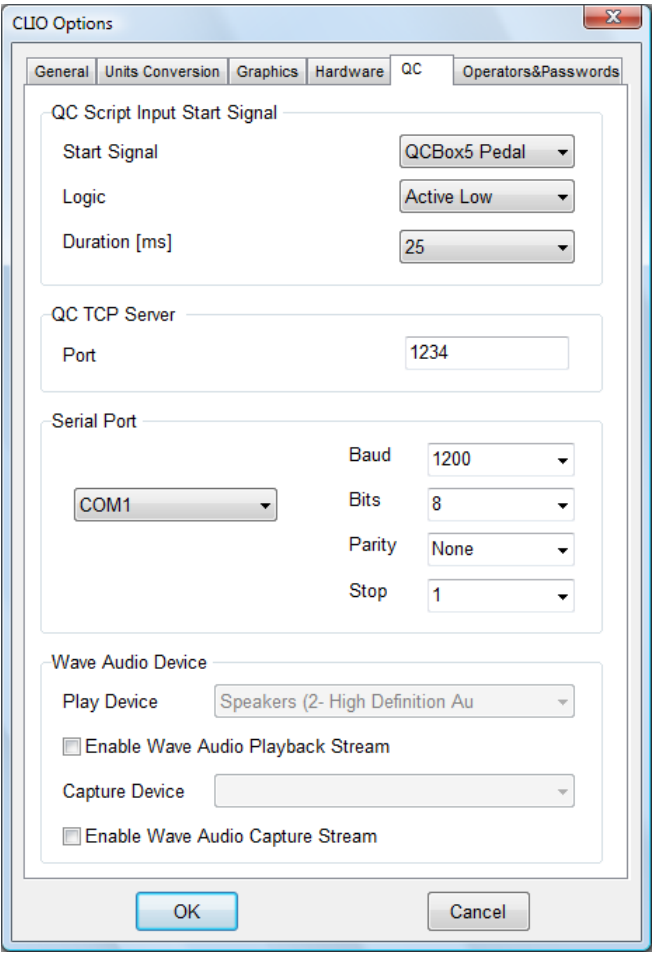 CLIO Options
General Units Conversion Graphics Hardware QC Operators&Passwords
QC Script Input Start Signal
Start Signal QCBox5 Pedal
Logic Active Low
Duration [ms] 25
QC TCP Server
Port 1234
Serial Port
Baud 1200
COM1
Bits 8
Parity None
Stop 1
Wave Audio Device
Play Device Speakers (2- High Definition Au
Enable Wave Audio Playback Stream
Capture Device
Enable Wave Audio Capture Stream
OK Cancel